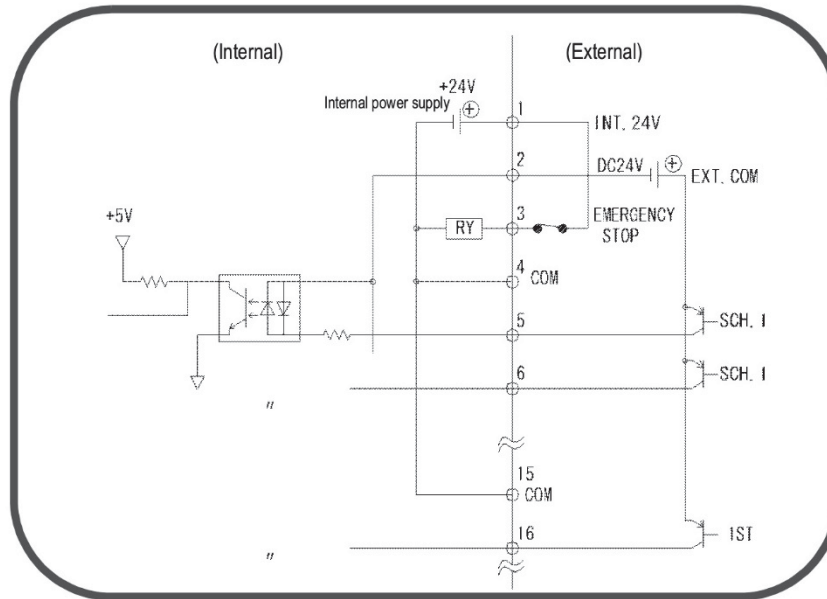 (Internal)
(External)
+24V
Internal power supply
1
INT. 24V
2
DC24V
EXT. COM
+5V
3
RY
EMERGENCY
STOP
4
COM
5
SCH. 1
6
SCH. 1
〃
15
COM
16
1ST
〃